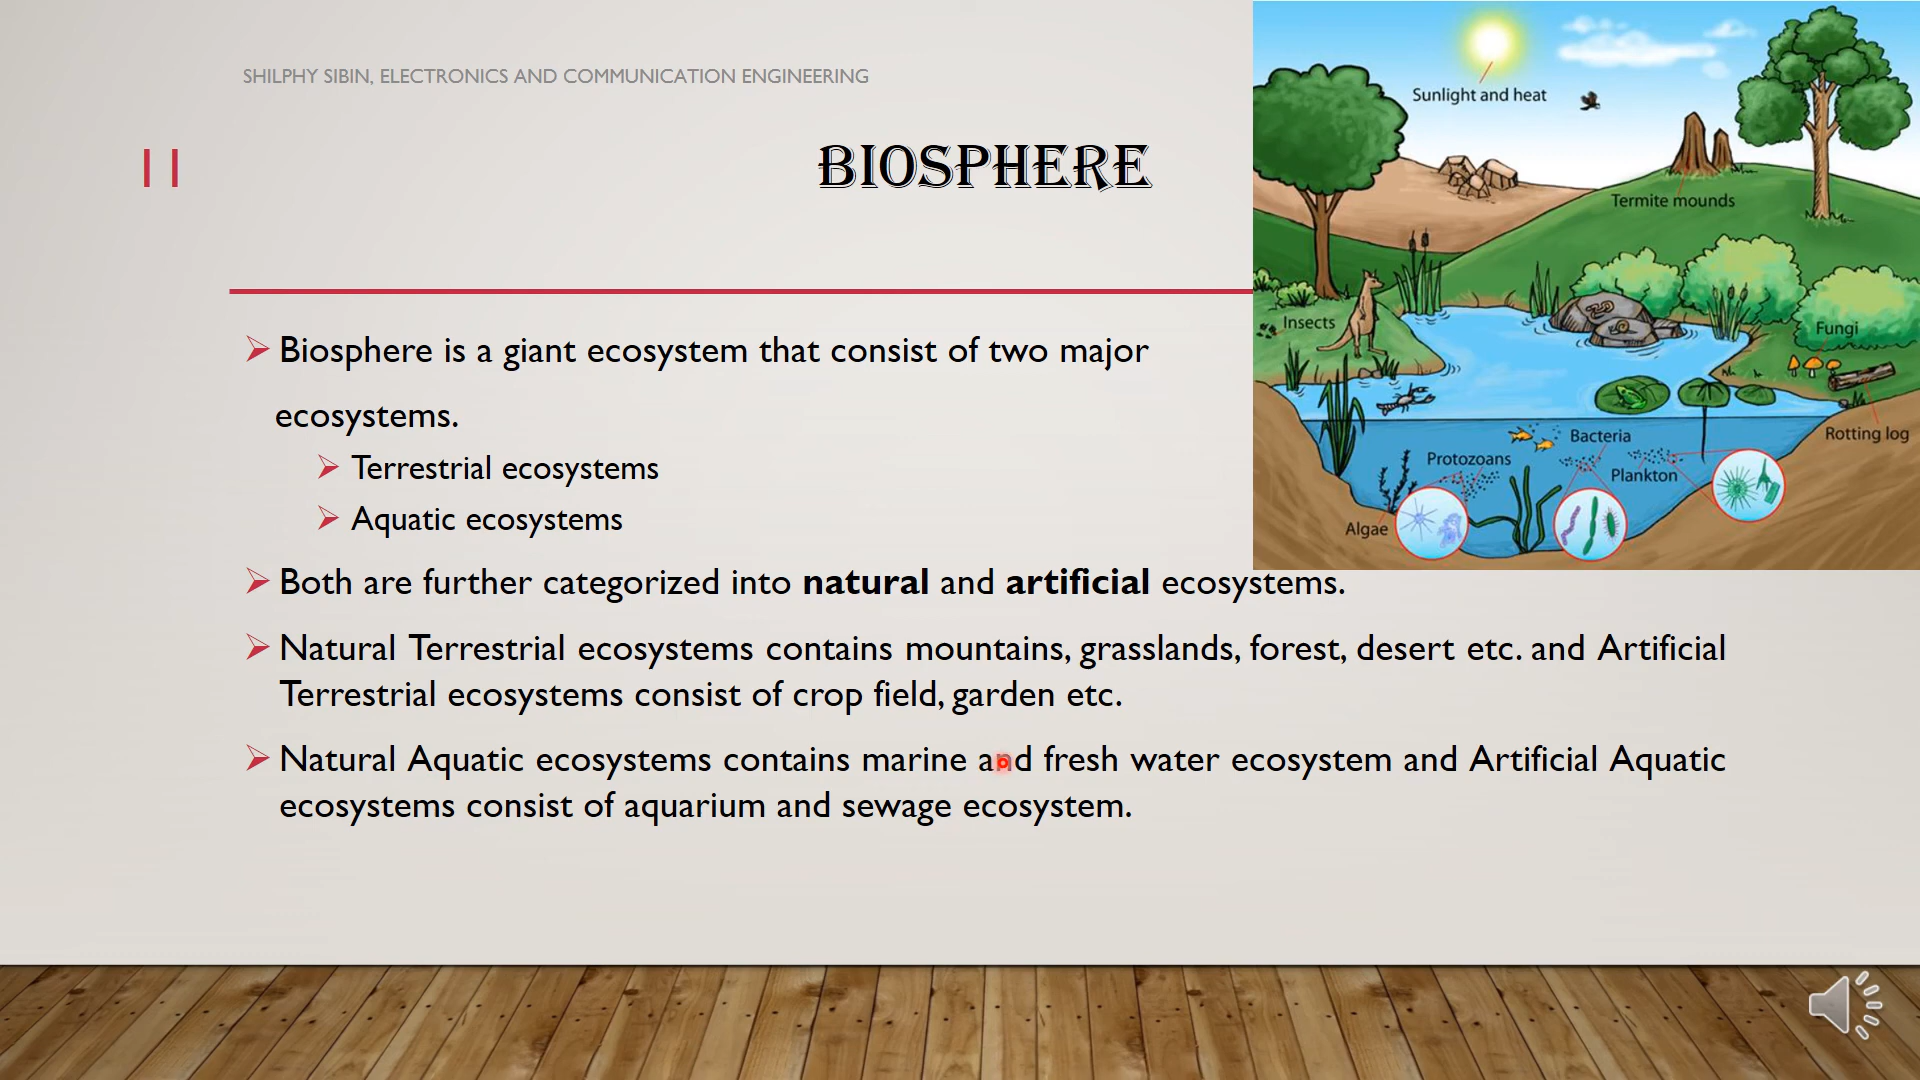 SHILPHY SIBIN, ELECTRONICS AND COMMUNICATION ENGINEERING
11
BIOSPHERE
Biosphere is a giant ecosystem that consist of two major
ecosystems.
Terrestrial ecosystems
Aquatic ecosystems
Both are further categorized into natural and artificial ecosystems.
Natural Terrestrial ecosystems contains mountains, grasslands, forest, desert etc. and Artificial
Terrestrial ecosystems consist of crop field, garden etc.
Natural Aquatic ecosystems contains marine and fresh water ecosystem and Artificial Aquatic
ecosystems consist of aquarium and sewage ecosystem.
Sunlight and heat
Termite mounds
Insects
Fungi
Rotting log
Bacteria
Protozoans
Plankton
Algae